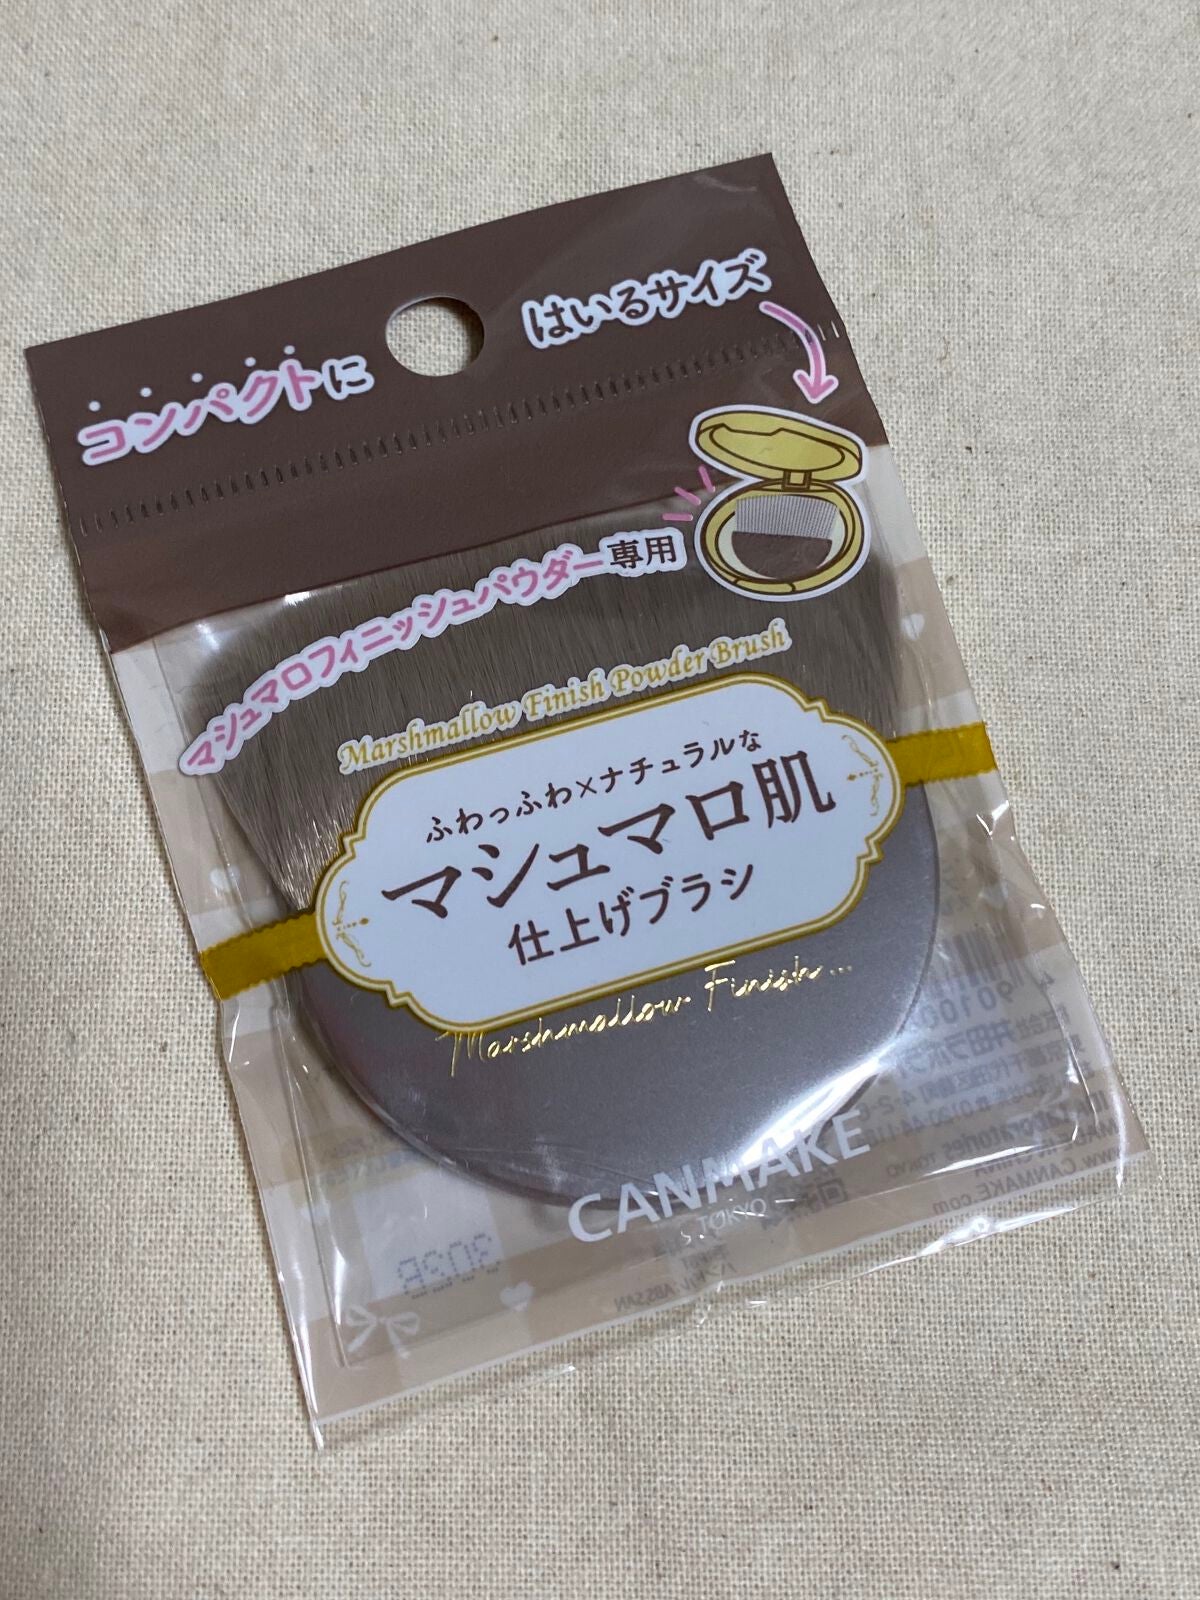 コンパクトに はいるサイズ
マシュマロフィニッシュパウダー専用
Marshmallow Finish Powder Brush
ふわっふわ×ナチュラルな
マシュマロ肌
仕上げブラシ
Marshmallow Finish...
CANMAKE
TOKYO
www.CANMAKE.com